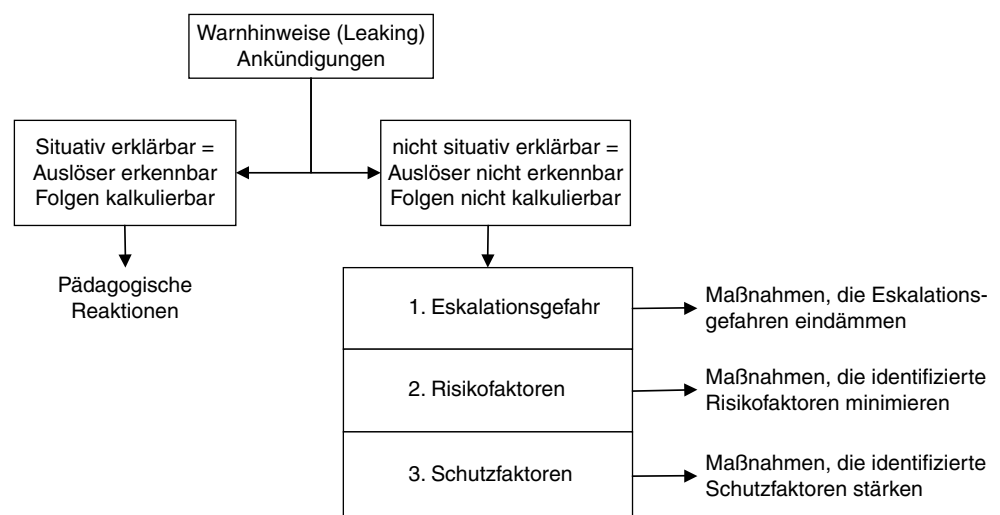 Warnhinweise (Leaking)
Ankündigungen
Situativ erklärbar =
Auslöser erkennbar
Folgen kalkulierbar
nicht situativ erklärbar =
Auslöser nicht erkennbar
Folgen nicht kalkulierbar
Pädagogische
Reaktionen
1. Eskalationsgefahr
Maßnahmen, die Eskalations-
gefahren eindämmen
2. Risikofaktoren
Maßnahmen, die identifizierte
Risikofaktoren minimieren
3. Schutzfaktoren
Maßnahmen, die identifizierte
Schutzfaktoren stärken